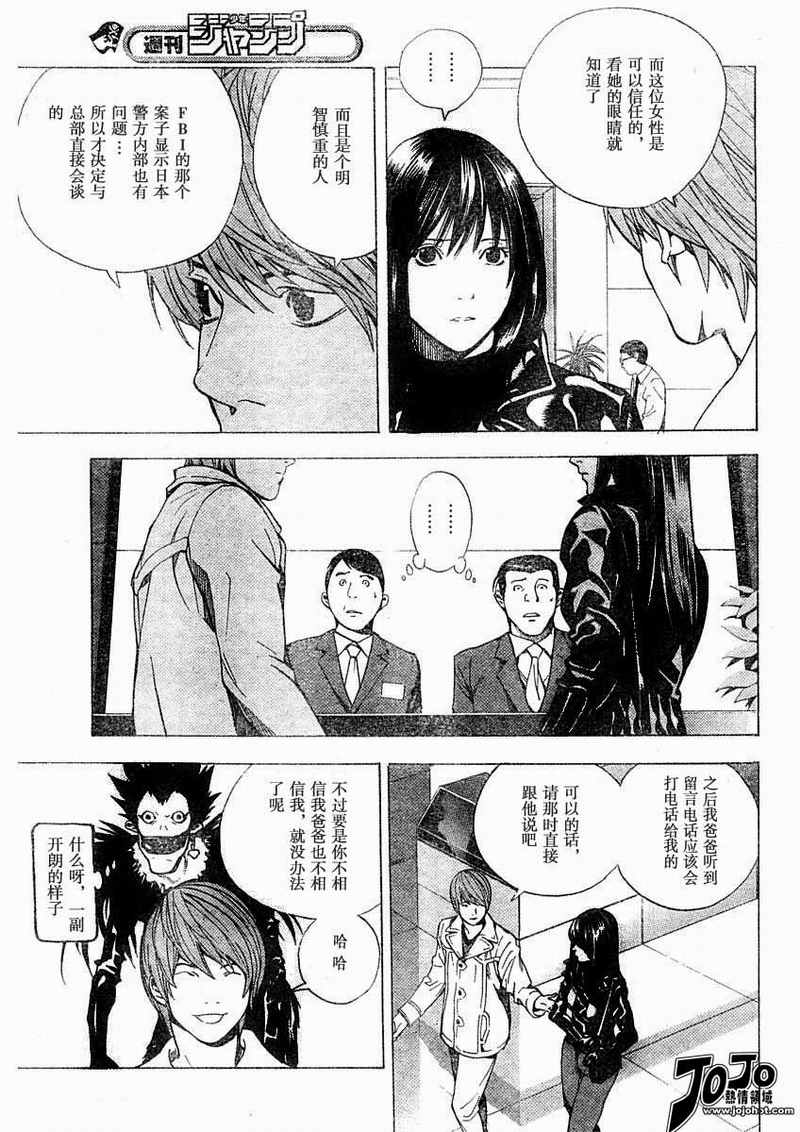 週刊
少年
ジャンプ
而这位女性是
可以信任的，
看她的眼睛就
知道了
……
……
而且是个明
智慎重的人
FBI的那个
案子显示日本
警方内部也有
问题…
所以才决定与
总部直接会谈
的
……
……
之后我爸爸听到
留言电话应该会
打电话给我的
可以的话，
请那时直接
跟他说吧
不过要是你不相
信我爸爸也不相
信我，就没办法
了呢
哈
哈
什么呀，一副
开朗的样子
JOJO
熱情領域
www.jojohot.com